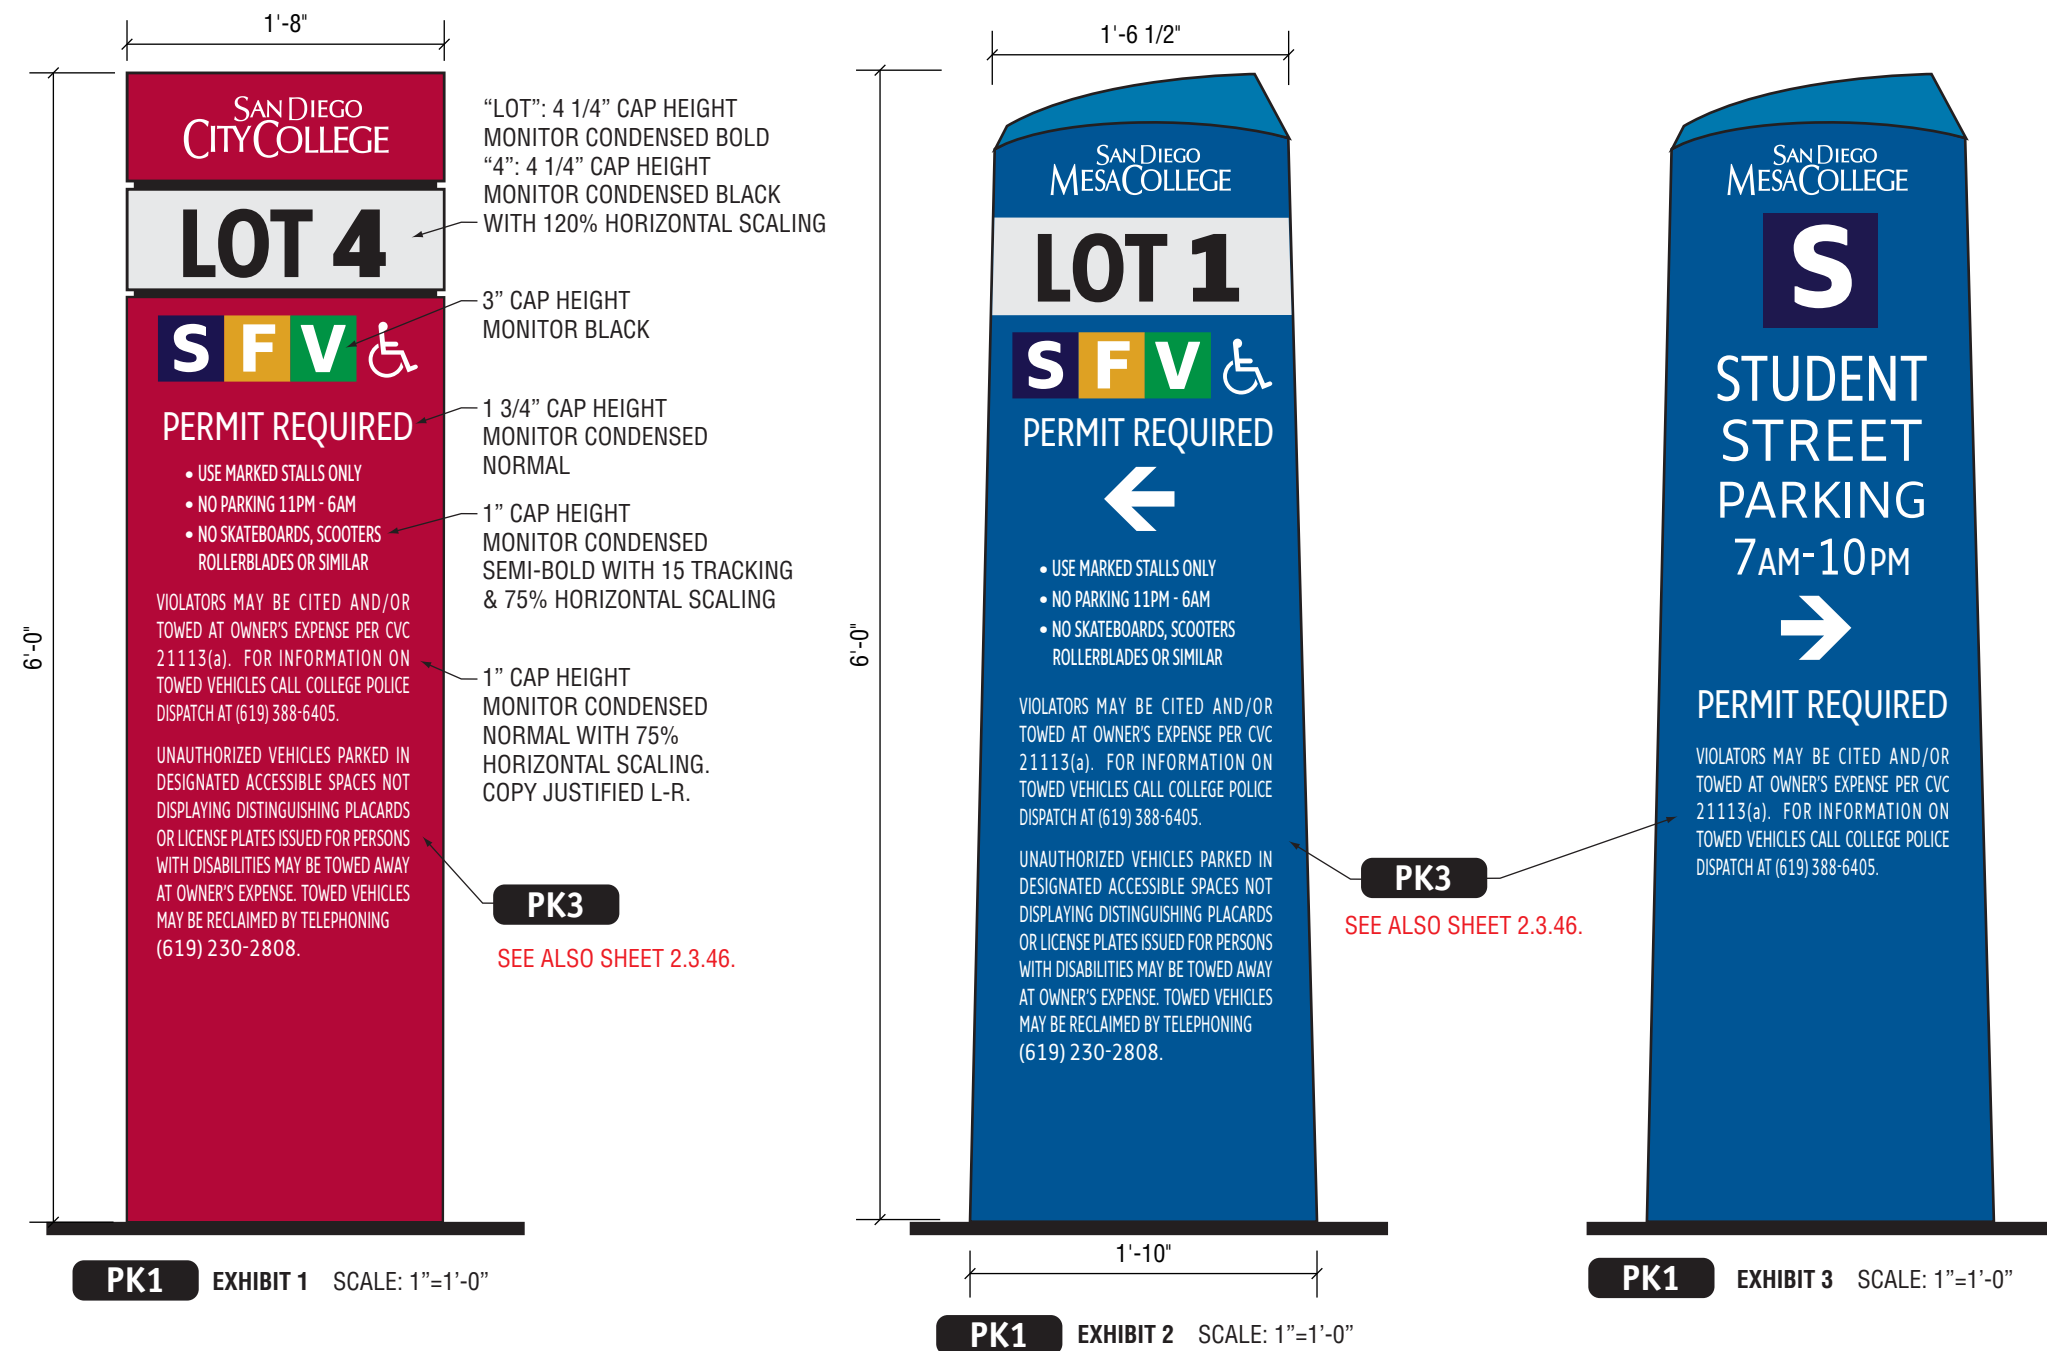 1'-8"
6'-0"
SAN DIEGO
CITY COLLEGE
LOT 4
S F V
PERMIT REQUIRED
• USE MARKED STALLS ONLY
• NO PARKING 11PM - 6AM
• NO SKATEBOARDS, SCOOTERS
ROLLERBLADES OR SIMILAR
VIOLATORS MAY BE CITED AND/OR
TOWED AT OWNER'S EXPENSE PER CVC
21113(a). FOR INFORMATION ON
TOWED VEHICLES CALL COLLEGE POLICE
DISPATCH AT (619) 388-6405.
UNAUTHORIZED VEHICLES PARKED IN
DESIGNATED ACCESSIBLE SPACES NOT
DISPLAYING DISTINGUISHING PLACARDS
OR LICENSE PLATES ISSUED FOR PERSONS
WITH DISABILITIES MAY BE TOWED AWAY
AT OWNER'S EXPENSE. TOWED VEHICLES
MAY BE RECLAIMED BY TELEPHONING
(619) 230-2808.
“LOT”: 4 1/4” CAP HEIGHT
MONITOR CONDENSED BOLD
“4”: 4 1/4” CAP HEIGHT
MONITOR CONDENSED BLACK
WITH 120% HORIZONTAL SCALING
3” CAP HEIGHT
MONITOR BLACK
1 3/4” CAP HEIGHT
MONITOR CONDENSED
NORMAL
1” CAP HEIGHT
MONITOR CONDENSED
SEMI-BOLD WITH 15 TRACKING
& 75% HORIZONTAL SCALING
1” CAP HEIGHT
MONITOR CONDENSED
NORMAL WITH 75%
HORIZONTAL SCALING.
COPY JUSTIFIED L-R.
PK3
SEE ALSO SHEET 2.3.46.
PK1 EXHIBIT 1 SCALE: 1”=1’-0”
1'-6 1/2"
6'-0"
SAN DIEGO
MESA COLLEGE
LOT 1
S F V
PERMIT REQUIRED
• USE MARKED STALLS ONLY
• NO PARKING 11PM - 6AM
• NO SKATEBOARDS, SCOOTERS
ROLLERBLADES OR SIMILAR
VIOLATORS MAY BE CITED AND/OR
TOWED AT OWNER'S EXPENSE PER CVC
21113(a). FOR INFORMATION ON
TOWED VEHICLES CALL COLLEGE POLICE
DISPATCH AT (619) 388-6405.
UNAUTHORIZED VEHICLES PARKED IN
DESIGNATED ACCESSIBLE SPACES NOT
DISPLAYING DISTINGUISHING PLACARDS
OR LICENSE PLATES ISSUED FOR PERSONS
WITH DISABILITIES MAY BE TOWED AWAY
AT OWNER'S EXPENSE. TOWED VEHICLES
MAY BE RECLAIMED BY TELEPHONING
(619) 230-2808.
1'-10"
PK1 EXHIBIT 2 SCALE: 1”=1’-0”
PK3
SEE ALSO SHEET 2.3.46.
SAN DIEGO
MESA COLLEGE
S
STUDENT
STREET
PARKING
7AM-10PM
PERMIT REQUIRED
VIOLATORS MAY BE CITED AND/OR
TOWED AT OWNER'S EXPENSE PER CVC
21113(a). FOR INFORMATION ON
TOWED VEHICLES CALL COLLEGE POLICE
DISPATCH AT (619) 388-6405.
PK1 EXHIBIT 3 SCALE: 1”=1’-0”